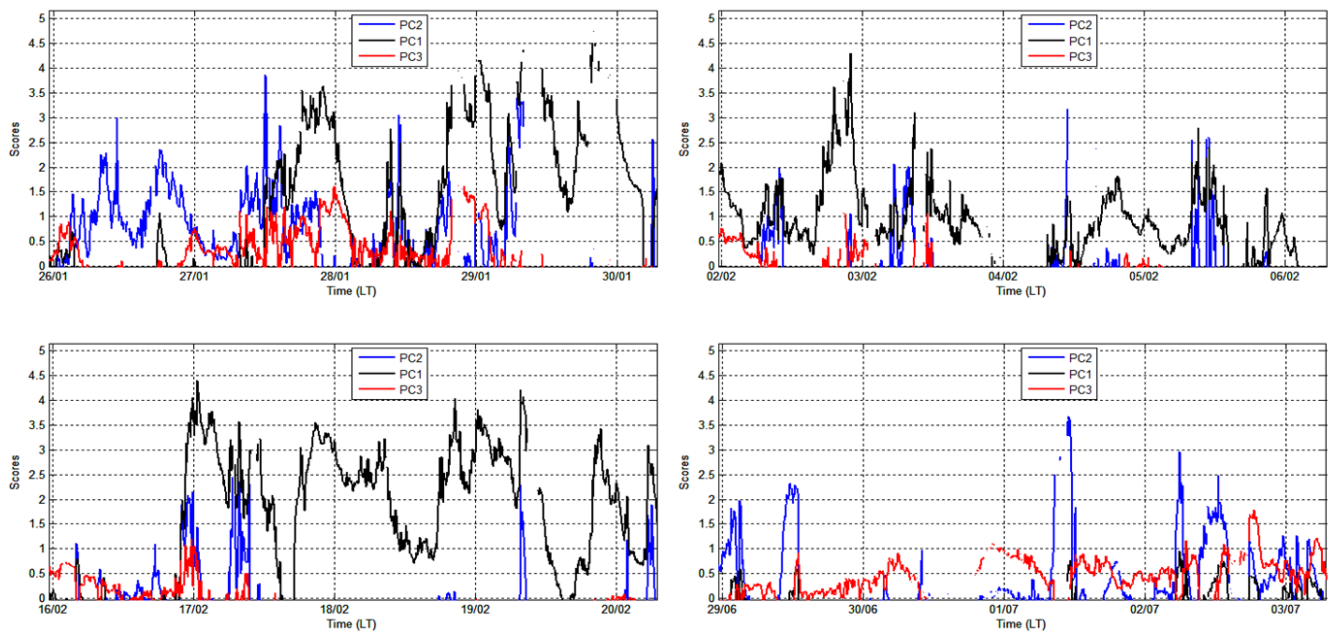 5
4.5
4
3.5
3
2.5
2
1.5
1
0.5
0
Scores
PC2
PC1
PC3
26/01 27/01 28/01 29/01 30/01
Time (LT)
5
4.5
4
3.5
3
2.5
2
1.5
1
0.5
0
Scores
PC2
PC1
PC3
02/02 03/02 04/02 05/02 06/02
Time (LT)
5
4.5
4
3.5
3
2.5
2
1.5
1
0.5
0
Scores
PC2
PC1
PC3
16/02 17/02 18/02 19/02 20/02
Time (LT)
5
4.5
4
3.5
3
2.5
2
1.5
1
0.5
0
Scores
PC2
PC1
PC3
29/06 30/06 01/07 02/07 03/07
Time (LT)